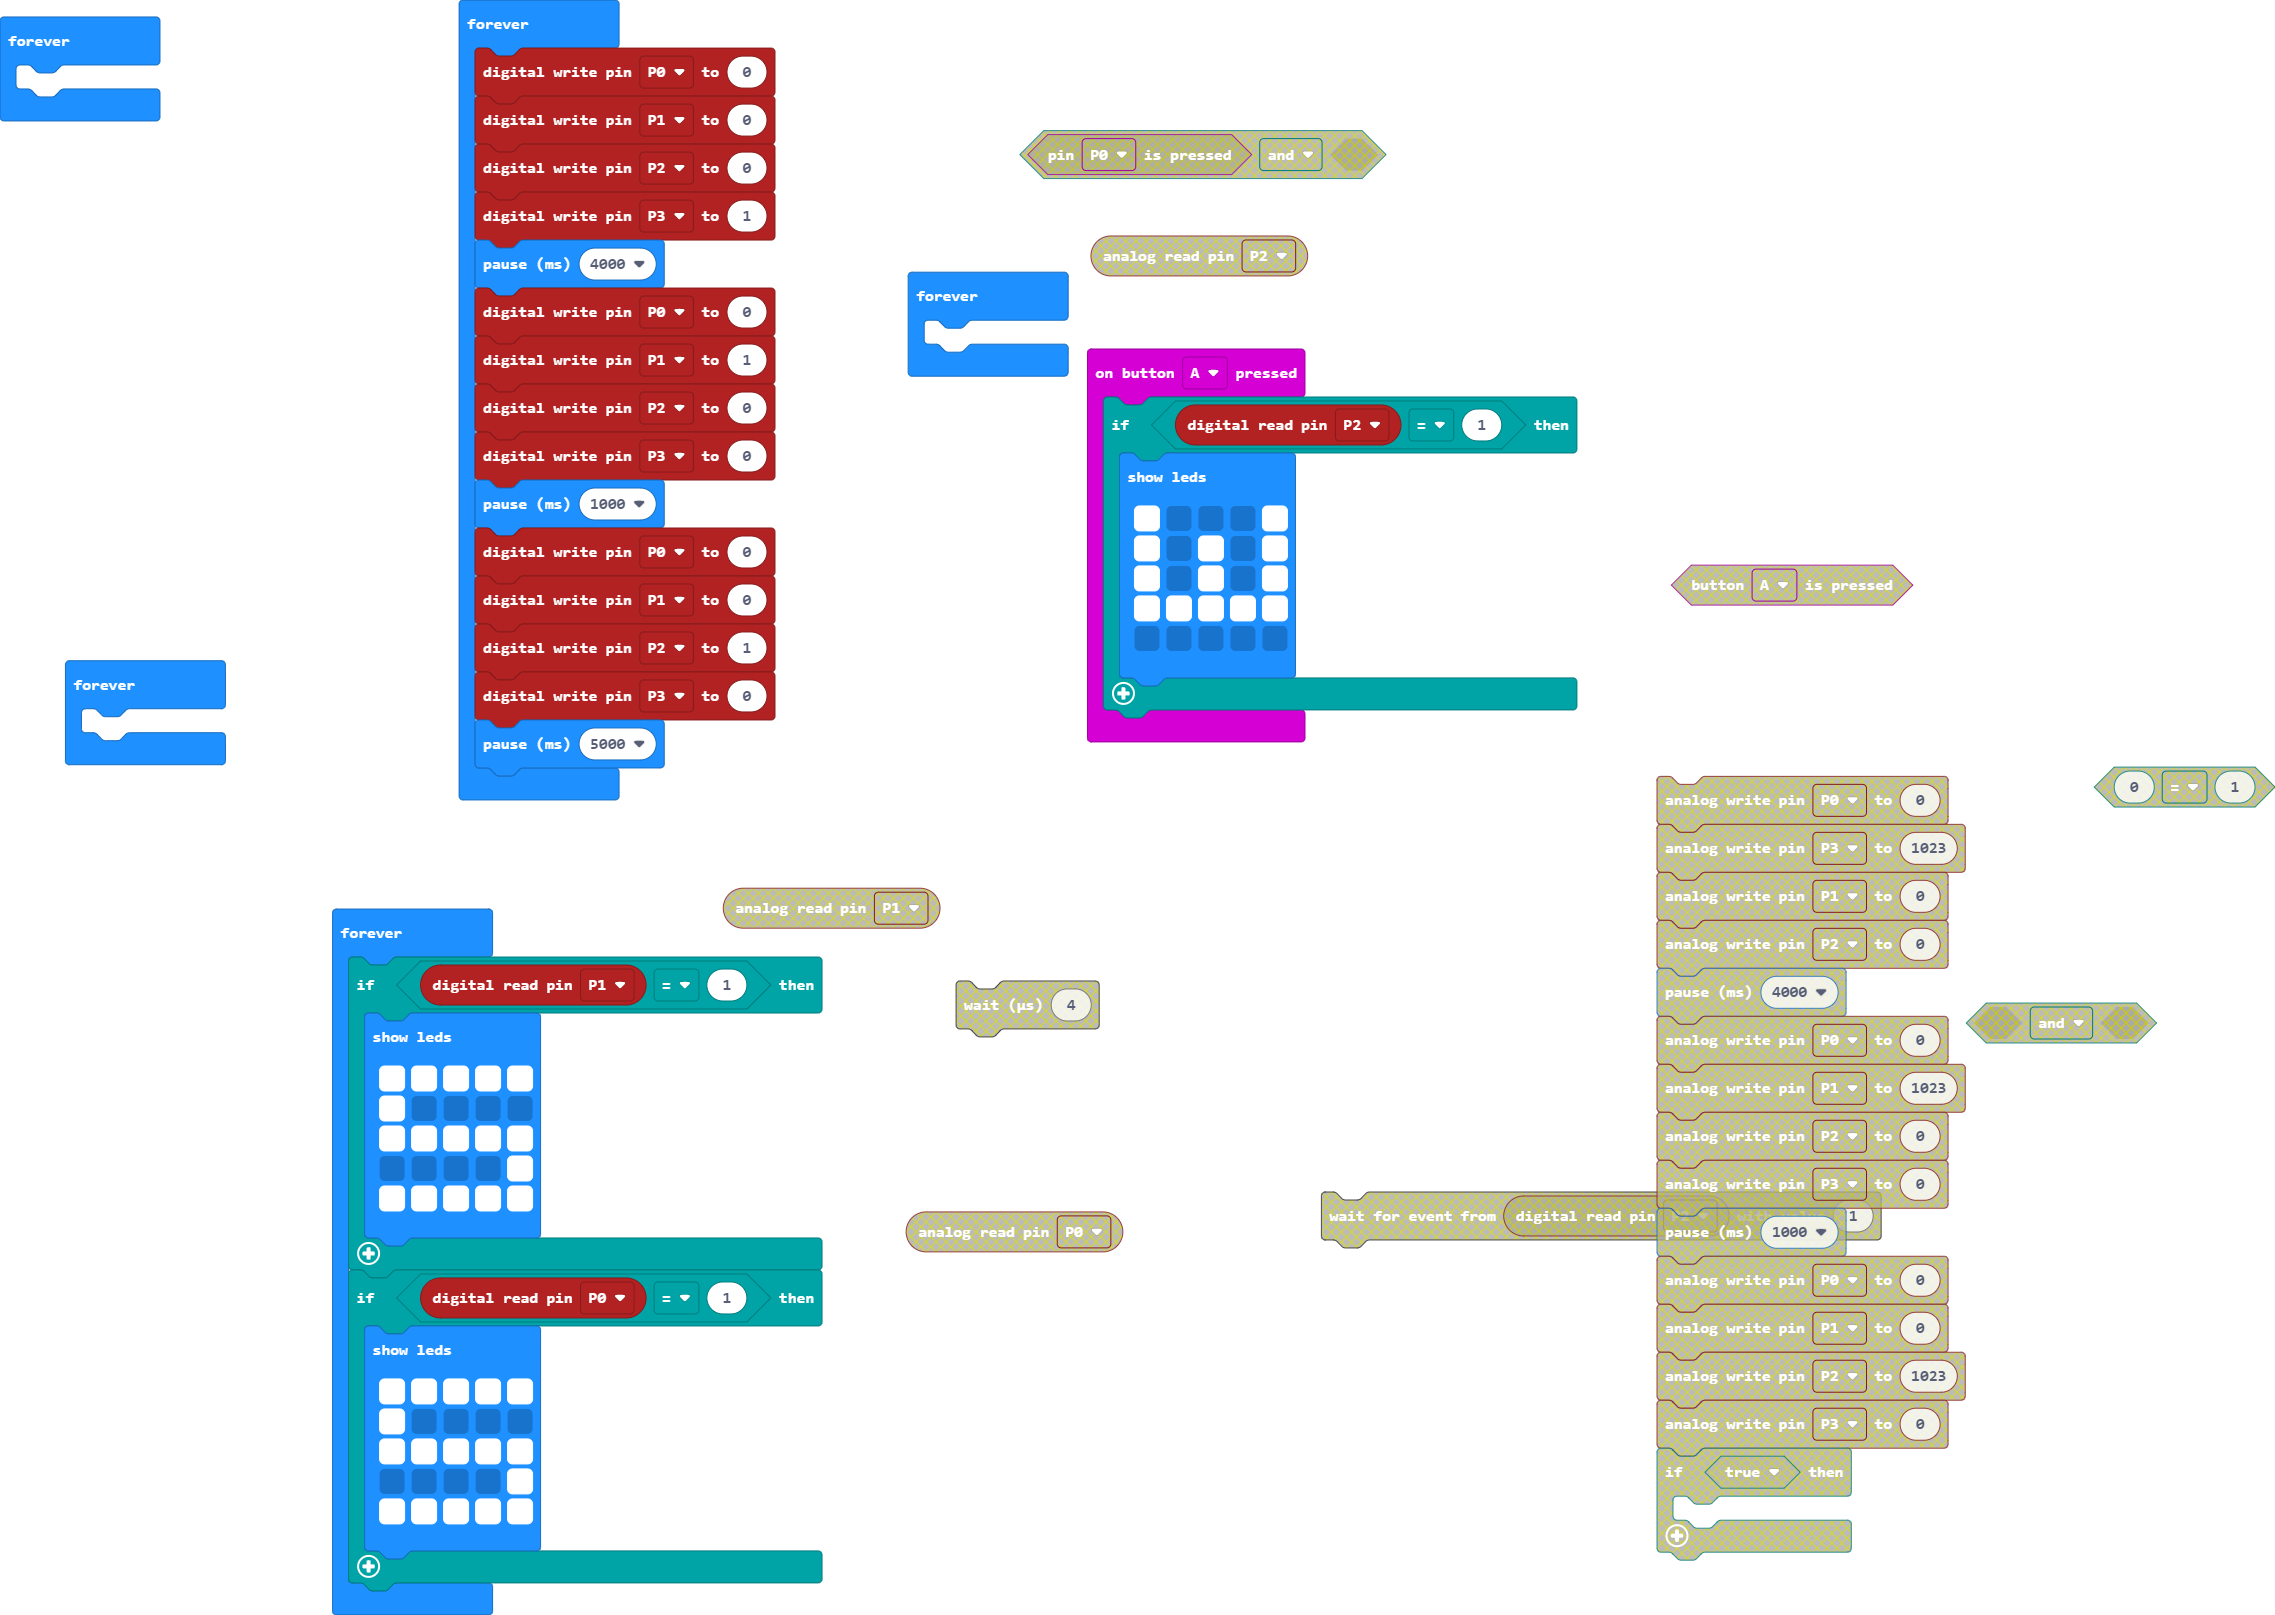 forever
forever
digital write pin P0 to 0
digital write pin P1 to 0
digital write pin P2 to 0
digital write pin P3 to 1
pause (ms) 4000
digital write pin P0 to 0
digital write pin P1 to 1
digital write pin P2 to 0
digital write pin P3 to 0
pause (ms) 1000
digital write pin P0 to 0
digital write pin P1 to 0
digital write pin P2 to 1
digital write pin P3 to 0
pause (ms) 5000
pin P0 is pressed and
analog read pin P2
forever
on button A pressed
if digital read pin P2 = 1 then
show leds
button A is pressed
forever
0 = 1
analog write pin P0 to 0
analog write pin P3 to 1023
analog write pin P1 to 0
analog write pin P2 to 0
pause (ms) 4000
analog write pin P0 to 0
analog write pin P1 to 1023
analog write pin P2 to 0
analog write pin P3 to 0
pause (ms) 1000
analog write pin P0 to 0
analog write pin P1 to 0
analog write pin P2 to 1023
analog write pin P3 to 0
if true then
and
analog read pin P1
forever
if digital read pin P1 = 1 then
show leds
if digital read pin P0 = 1 then
show leds
wait (µs) 4
analog read pin P0
wait for event from digital read pin 1